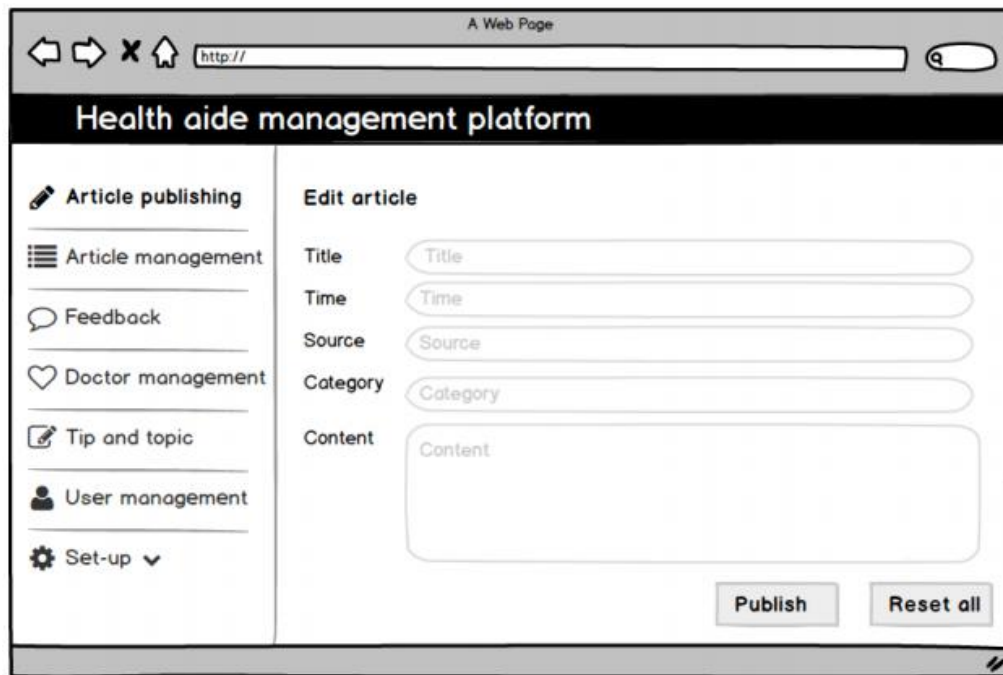 A Web Page
http://
Health aide management platform
Article publishing
Article management
Feedback
Doctor management
Tip and topic
User management
Set-up
Edit article
Title Title
Time Time
Source Source
Category Category
Content Content
Publish Reset all